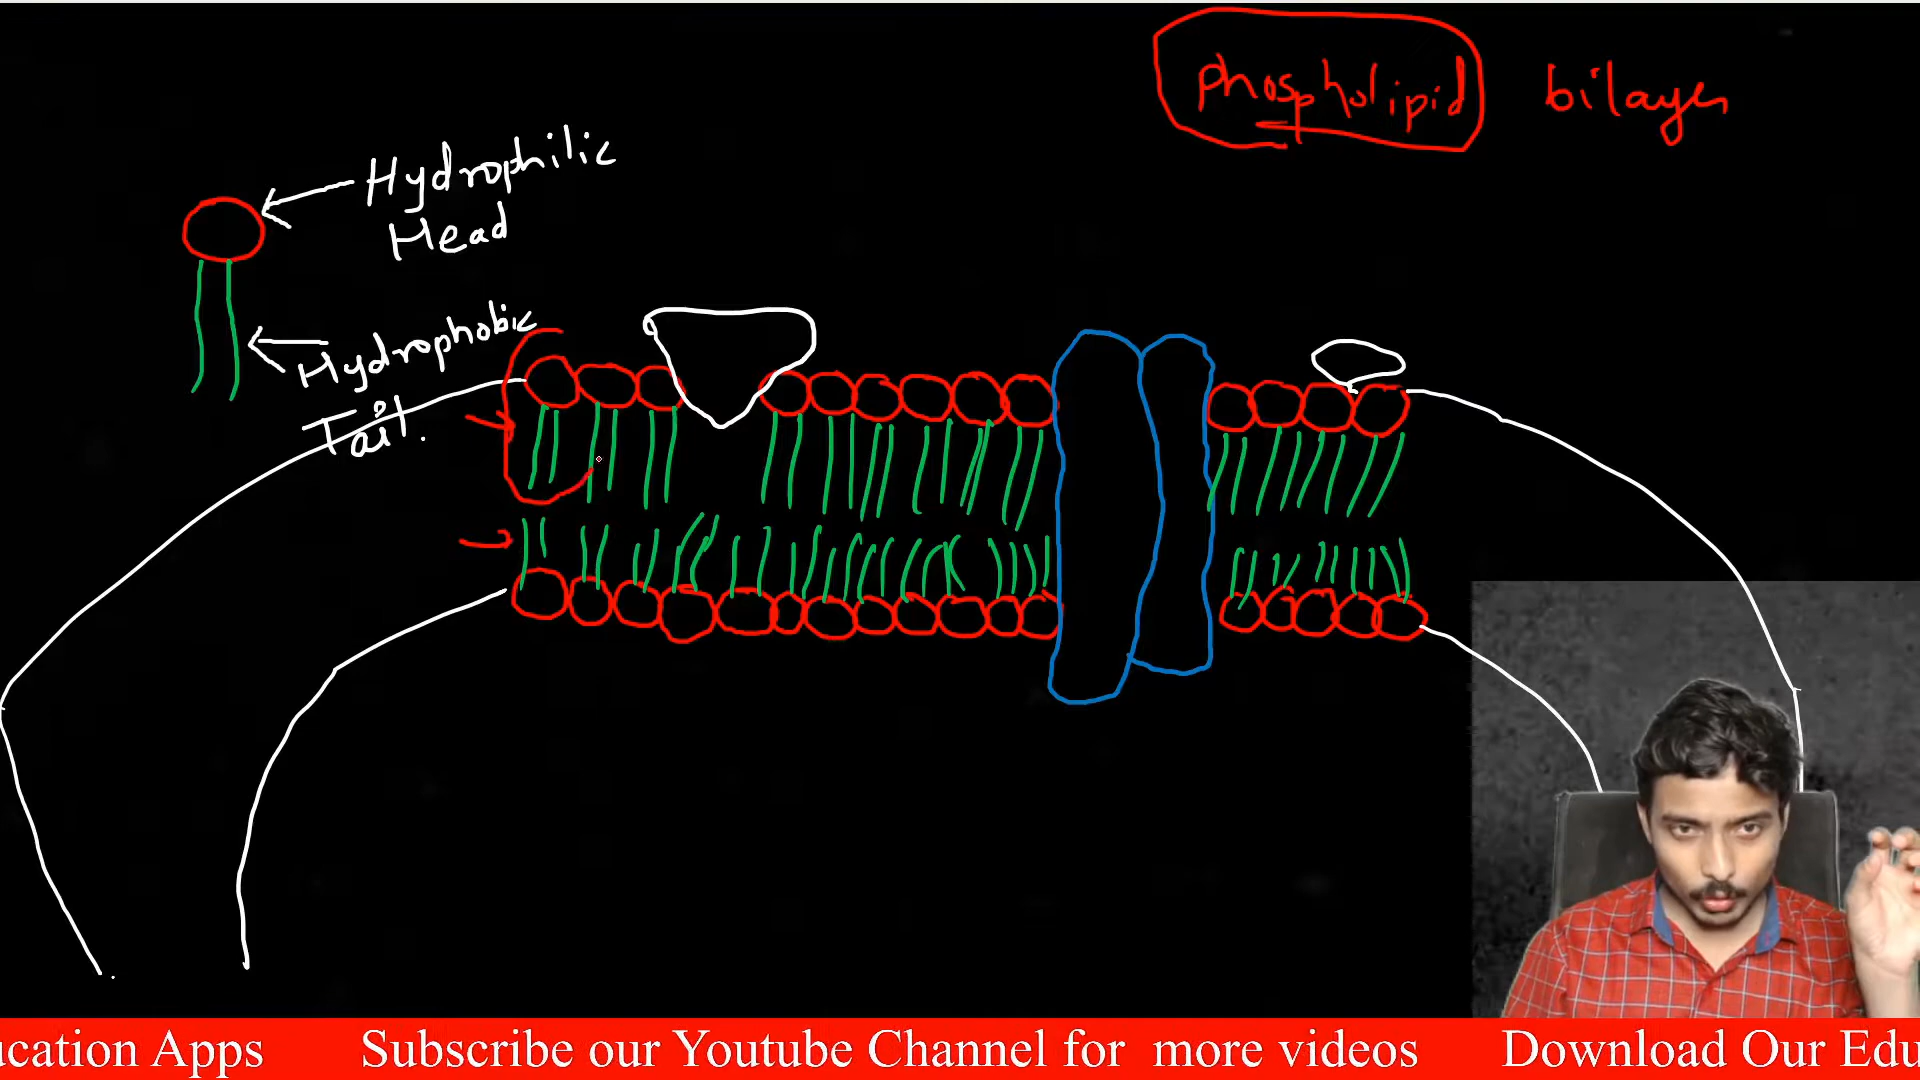 phospholipid bilayer
Hydrophilic
Head
Hydrophobic
Tail.
ucation Apps Subscribe our Youtube Channel for more videos Download Our Edu